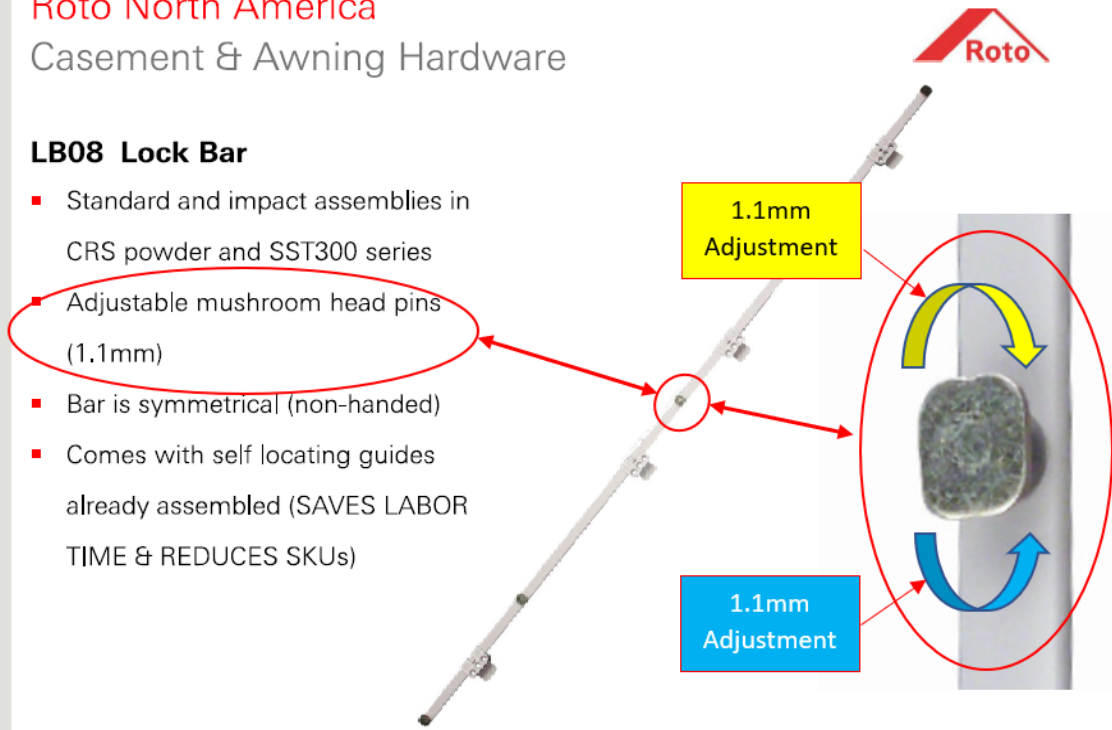 Roto North America
Casement & Awning Hardware
Roto
LB08 Lock Bar
Standard and impact assemblies in
CRS powder and SST300 series
Adjustable mushroom head pins
(1.1mm)
Bar is symmetrical (non-handed)
Comes with self locating guides
already assembled (SAVES LABOR
TIME & REDUCES SKUs)
1.1mm
Adjustment
1.1mm
Adjustment